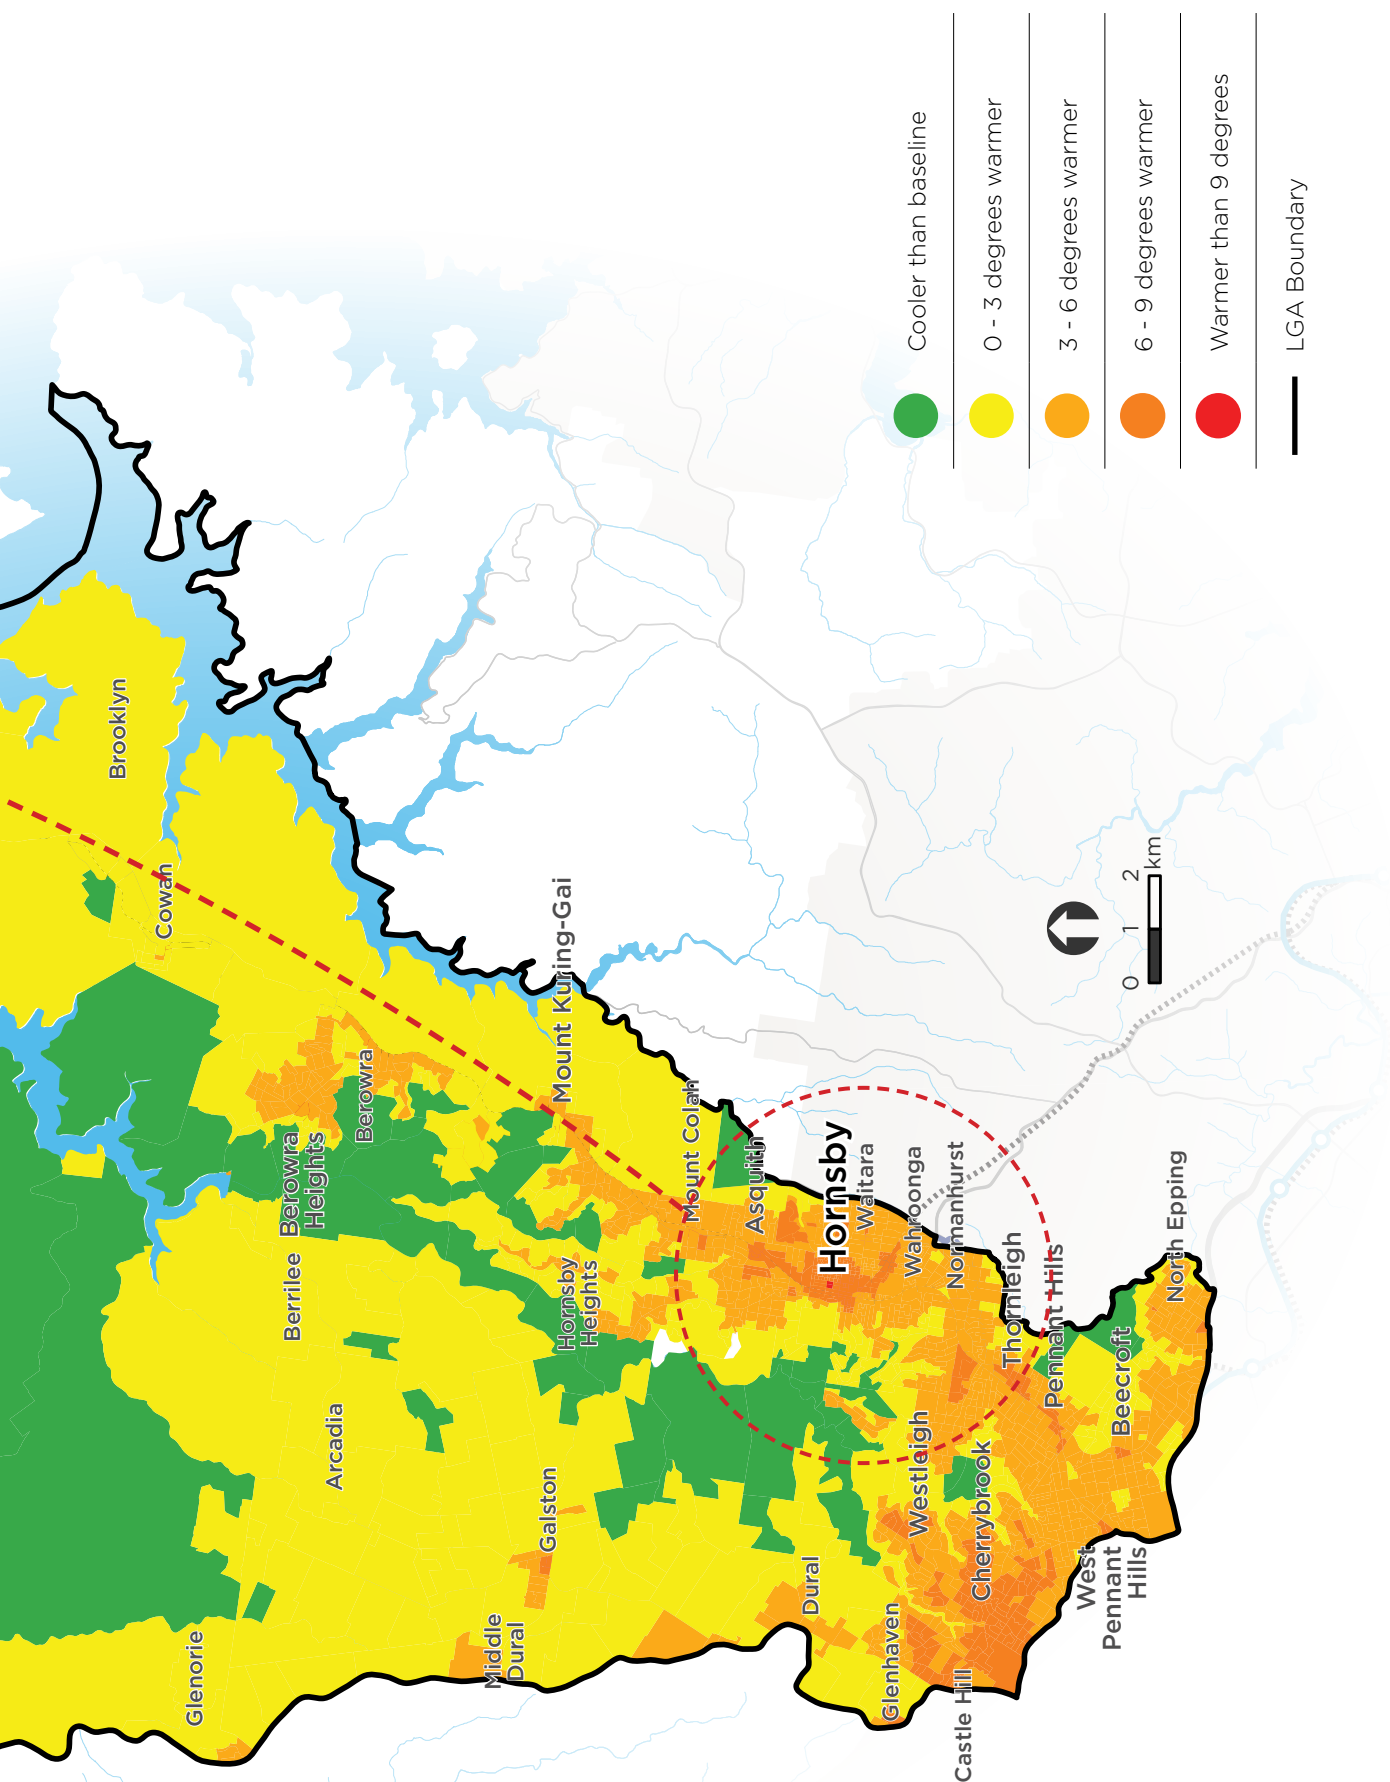 Brooklyn
Cowan
Mount Kuring-Gai
Berowra
Berowra
Heights
Berrilee
Mount Colah
Asquith
Hornsby
Waitara
Wahroonga
Normanhurst
Thornleigh
Pennant Hills
North Epping
Beecroft
Hornsby
Heights
Arcadia
Galston
Westleigh
Cherrybrook
Dural
Middle
Dural
Glenorie
Glenhaven
Castle Hill
West
Pennant
Hills
0 1 2
km
Cooler than baseline
0 - 3 degrees warmer
3 - 6 degrees warmer
6 - 9 degrees warmer
Warmer than 9 degrees
LGA Boundary